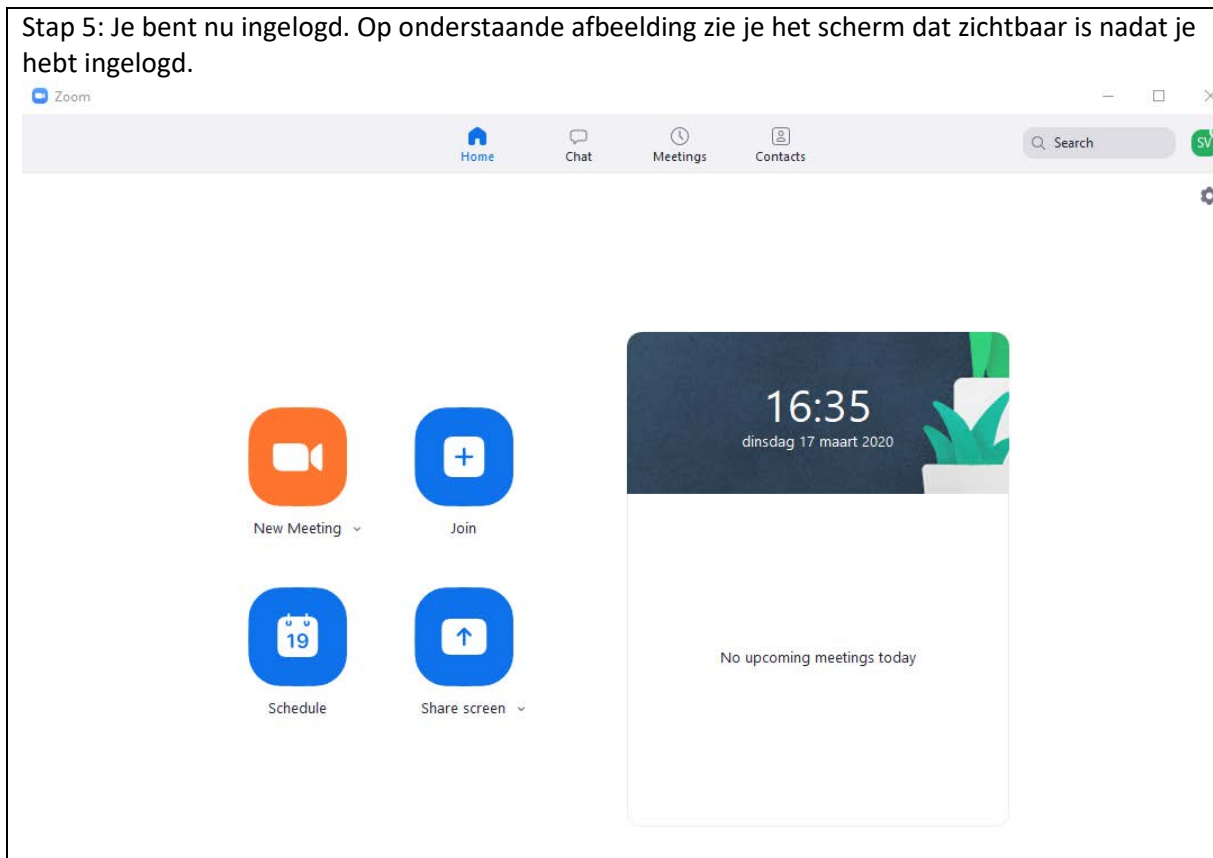 Stap 5: Je bent nu ingelogd. Op onderstaande afbeelding zie je het scherm dat zichtbaar is nadat je
hebt ingelogd.
Zoom
Home
Chat
Meetings
Contacts
Search
SV
16:35
dinsdag 17 maart 2020
New Meeting
Join
19
Schedule
Share screen
No upcoming meetings today